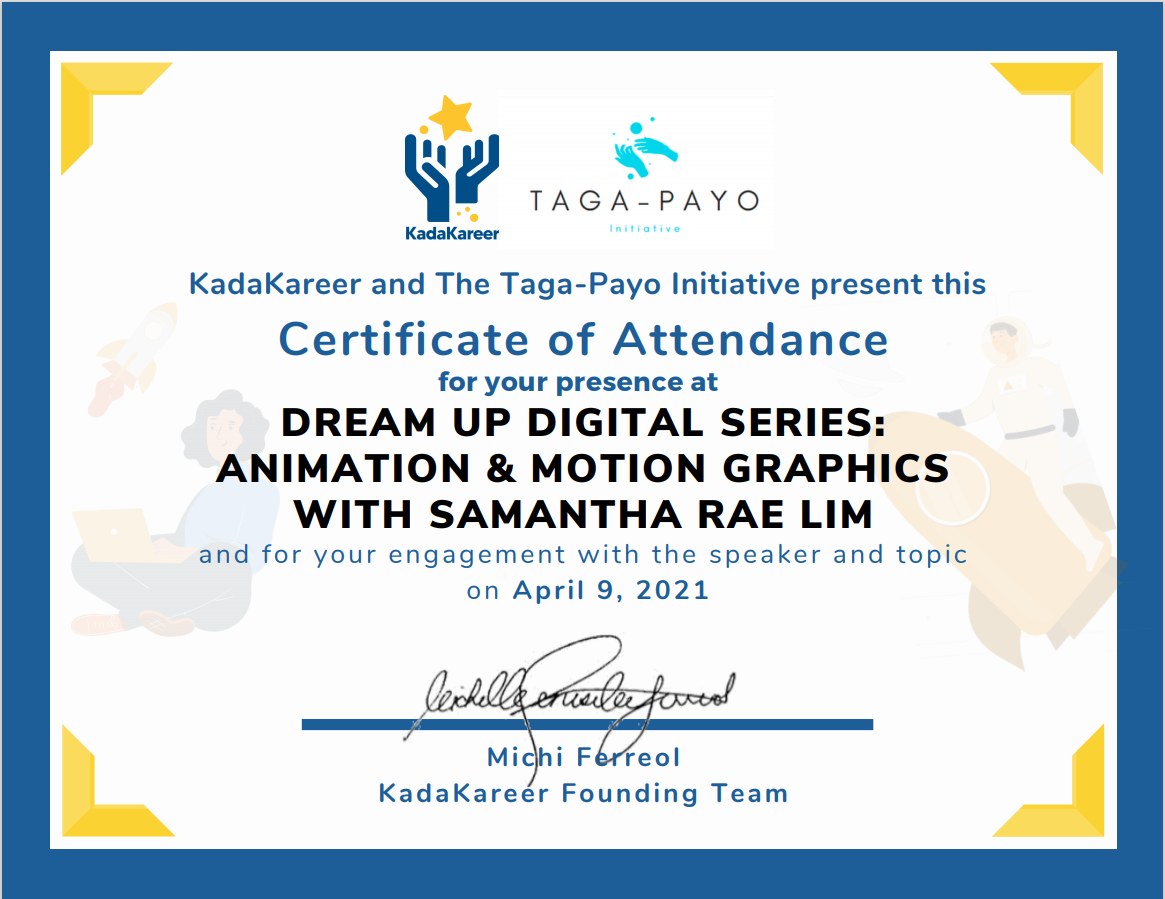 KadaKareer
TAGA-PAYO
Initiative
KadaKareer and The Taga-Payo Initiative present this
Certificate of Attendance
for your presence at
DREAM UP DIGITAL SERIES:
ANIMATION & MOTION GRAPHICS
WITH SAMANTHA RAE LIM
and for your engagement with the speaker and topic
on April 9, 2021
Michi Ferreol
KadaKareer Founding Team